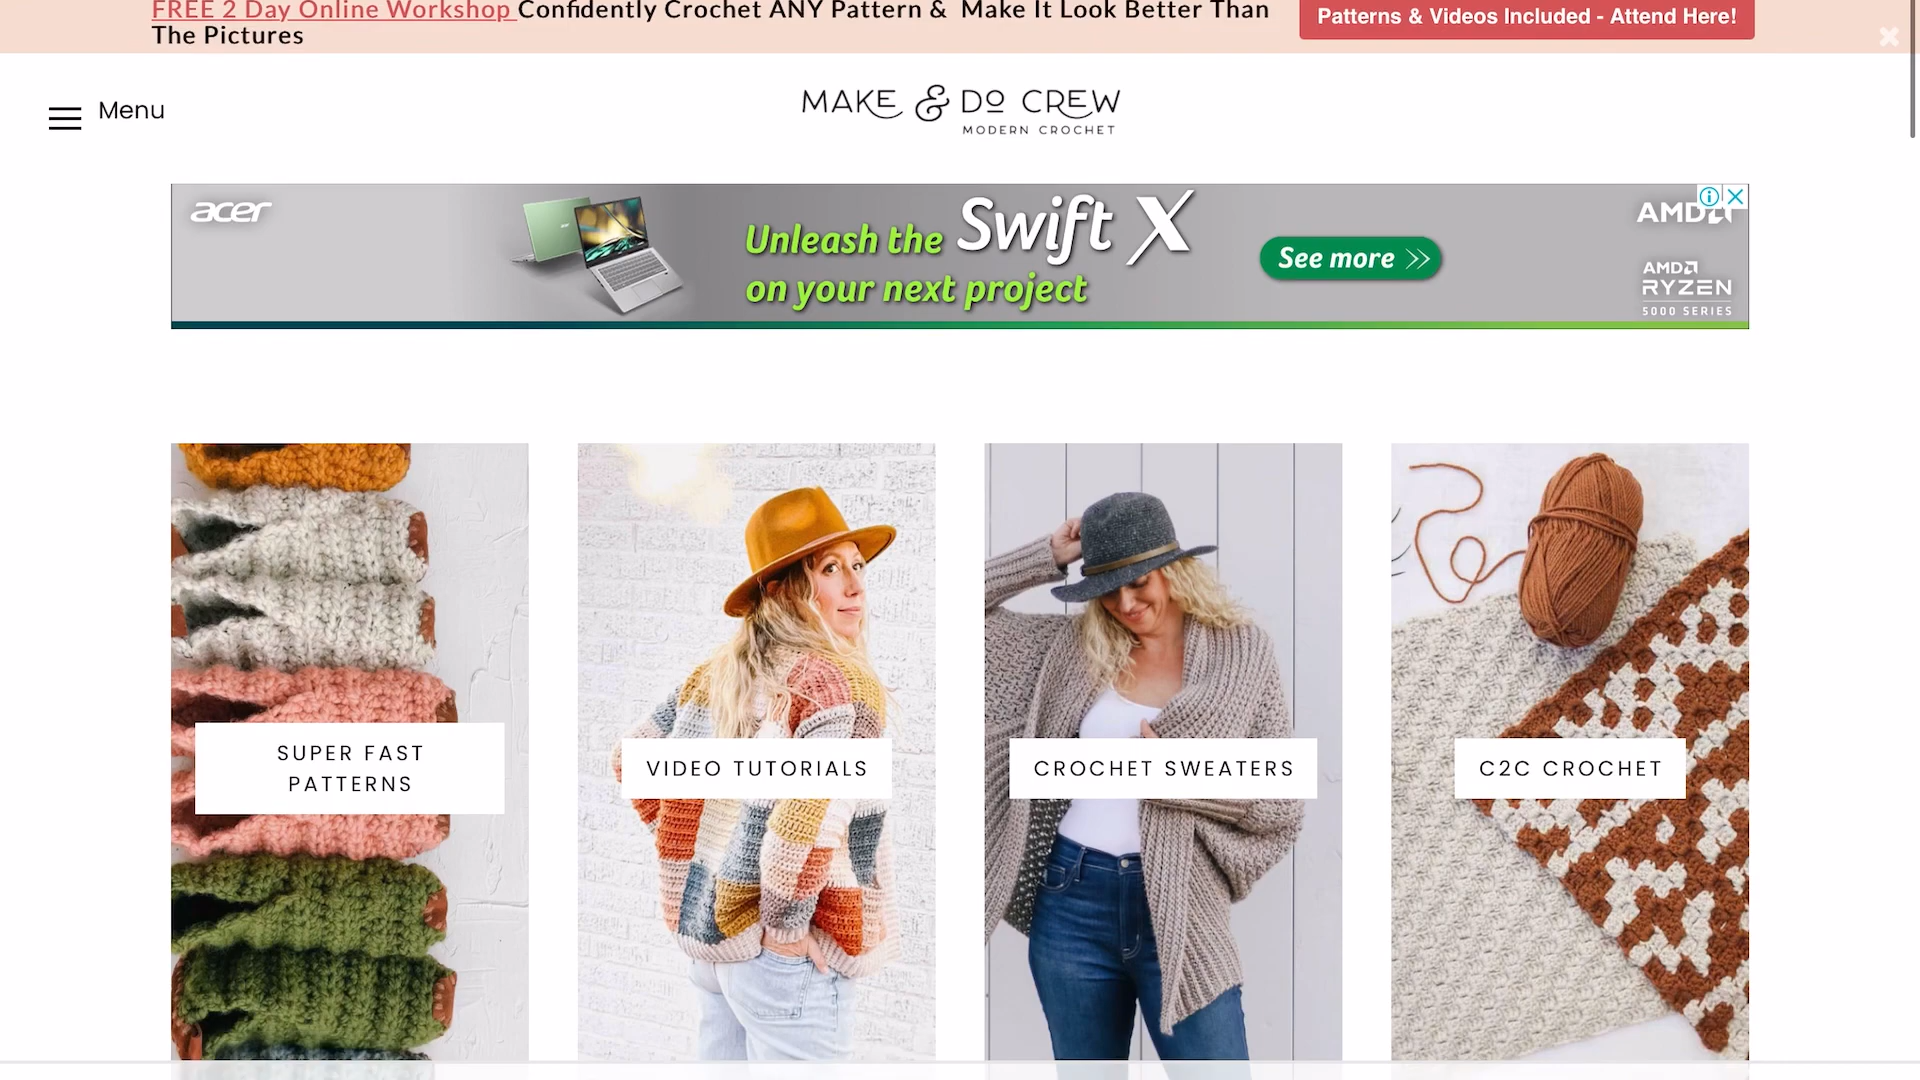 FREE 2 Day Online Workshop Confidently Crochet ANY Pattern & Make It Look Better Than
The Pictures
Patterns & Videos Included - Attend Here!
Menu
MAKE & DO CREW
MODERN CROCHET
acer
Unleash the Swift X
on your next project
See more
AMD
AMD
RYZEN
5000 SERIES
SUPER FAST
PATTERNS
VIDEO TUTORIALS
CROCHET SWEATERS
C2C CROCHET